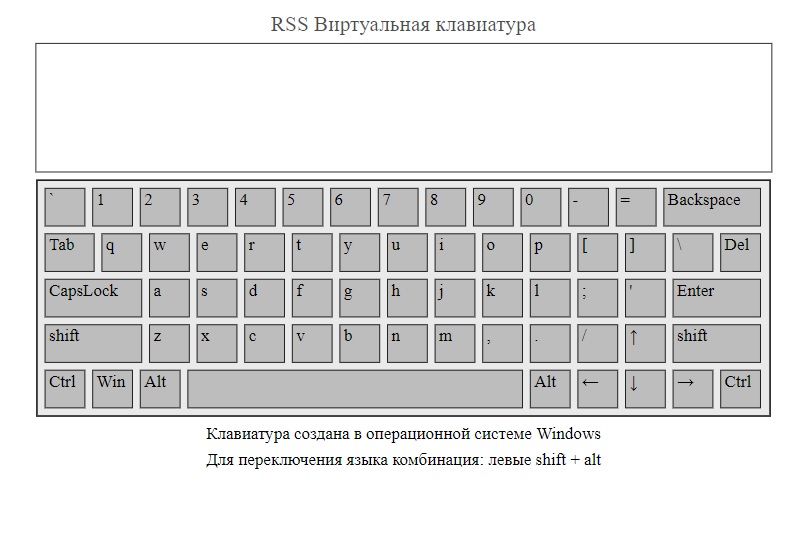 RSS Виртуальная клавиатура
` 1 2 3 4 5 6 7 8 9 0 - = Backspace
Tab q w e r t y u i o p [ ] \ Del
CapsLock a s d f g h j k l ; ' Enter
shift z x c v b n m , . / ↑ shift
Ctrl Win Alt Alt ← ↓ → Ctrl
Клавиатура создана в операционной системе Windows
Для переключения языка комбинация: левые shift + alt